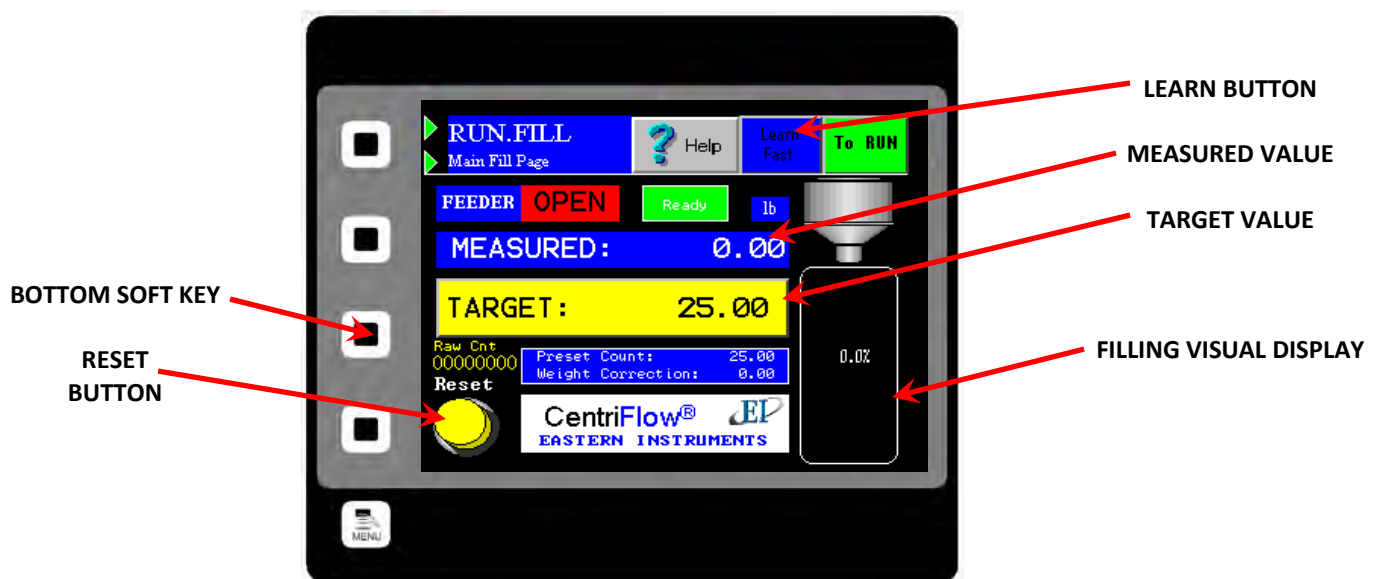 LEARN BUTTON
RUN.FILL
Main Fill Page
? Help
Learn
Fast
To RUN
MEASURED VALUE
FEEDER OPEN
Ready
lb
TARGET VALUE
MEASURED: 0.00
BOTTOM SOFT KEY
TARGET: 25.00
Raw Cnt
00000000
Preset Count: 25.00
Weight Correction: 0.00
0.0%
FILLING VISUAL DISPLAY
RESET
BUTTON
Reset
CentriFlow® EI
EASTERN INSTRUMENTS
MENU